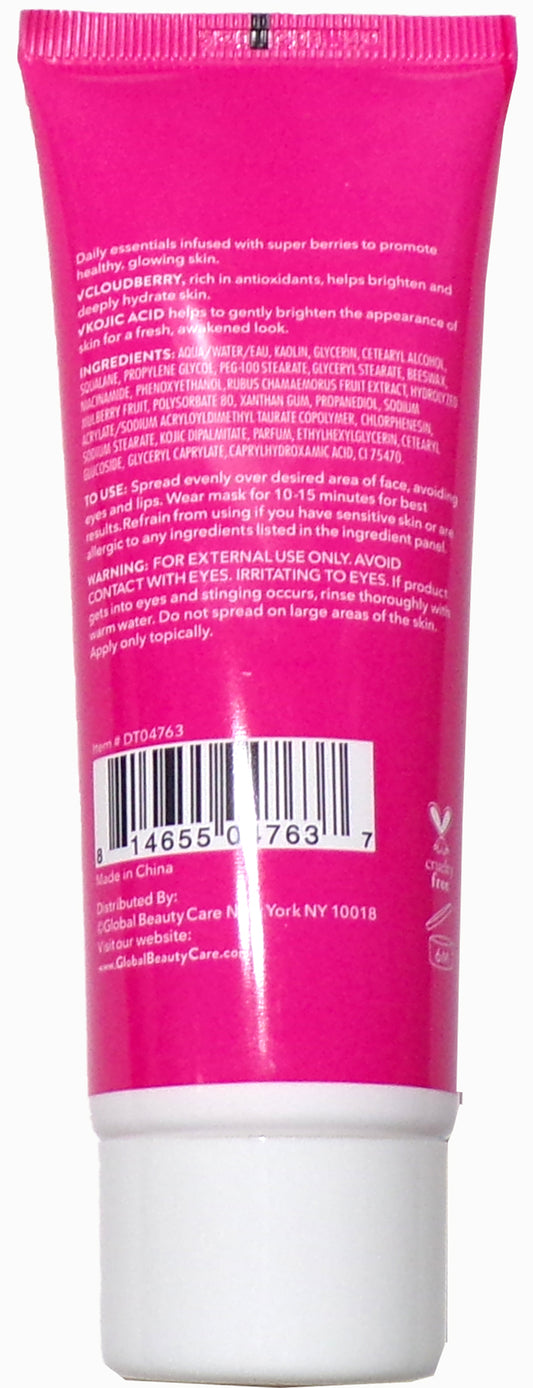 Daily essentials infused with super berries to promote
healthy, glowing skin.
√CLOUDBERRY, rich in antioxidants, helps brighten and
deeply hydrate skin.
√KOJIC ACID helps to gently brighten the appearance of
skin for a fresh, awakened look.
INGREDIENTS: AQUA/WATER/EAU, KAOLIN, GLYCERIN, CETEARYL ALCOHOL,
SQUALANE, PROPYLENE GLYCOL, PEG-100 STEARATE, GLYCERYL STEARATE, BEESWAX,
NIACINAMIDE, PHENOXYETHANOL, RUBUS CHAMAEMORUS FRUIT EXTRACT, HYDROLYZED
MULBERRY FRUIT, POLYSORBATE 80, XANTHAN GUM, PROPANEDIOL, SODIUM
ACRYLATE/SODIUM ACRYLOYLDIMETHYL TAURATE COPOLYMER, CHLORPHENESIN,
SODIUM STEARATE, KOJIC DIPALMITATE, PARFUM, ETHYLHEXYLGLYCERIN, CETEARYL
GLUCOSIDE, GLYCERYL CAPRYLATE, CAPRYLHYDROXAMIC ACID, CI 75470.
TO USE: Spread evenly over desired area of face, avoiding
eyes and lips. Wear mask for 10-15 minutes for best
results.Refrain from using if you have sensitive skin or are
allergic to any ingredients listed in the ingredient panel.
WARNING: FOR EXTERNAL USE ONLY. AVOID
CONTACT WITH EYES. IRRITATING TO EYES. If product
gets into eyes and stinging occurs, rinse thoroughly with
warm water. Do not spread on large areas of the skin.
Apply only topically.
Item # DT04763
8 14655 04763 7
Made in China
Distributed By:
©Global Beauty Care New York NY 10018
Visit our website:
www.GlobalBeautyCare.com
cruelty
free
6M